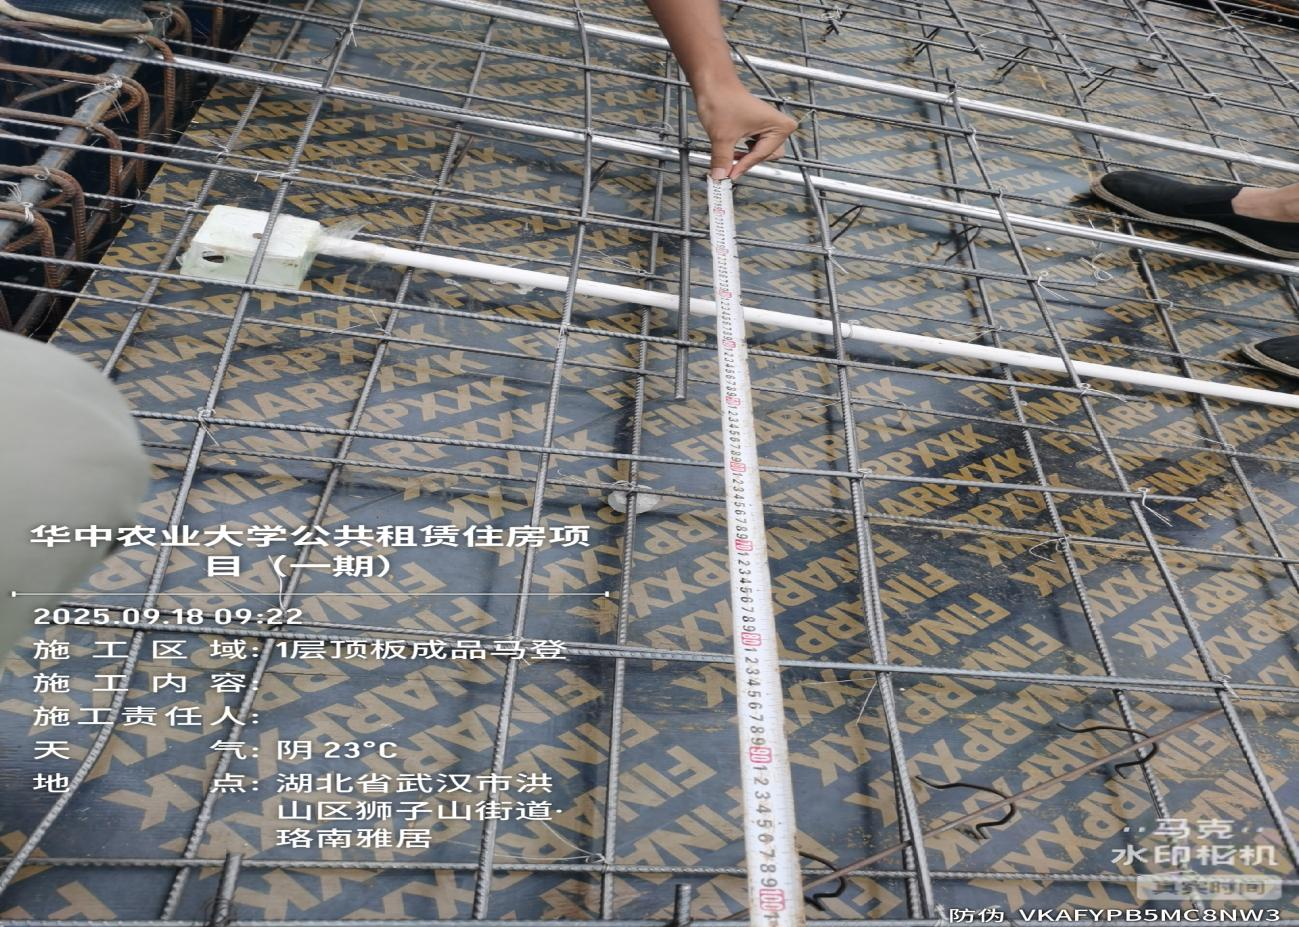 华中农业大学公共租赁住房项
目（一期）
2025.09.18 09:22
施工区域: 1层顶板成品马登
施工内容:
施工责任人:
天气: 阴 23°C
地点: 湖北省武汉市洪
山区狮子山街道·
珞南雅居
马克
水印相机
真实时间
防伪 VKAFYPB5MC8NW3
FINARPXXK